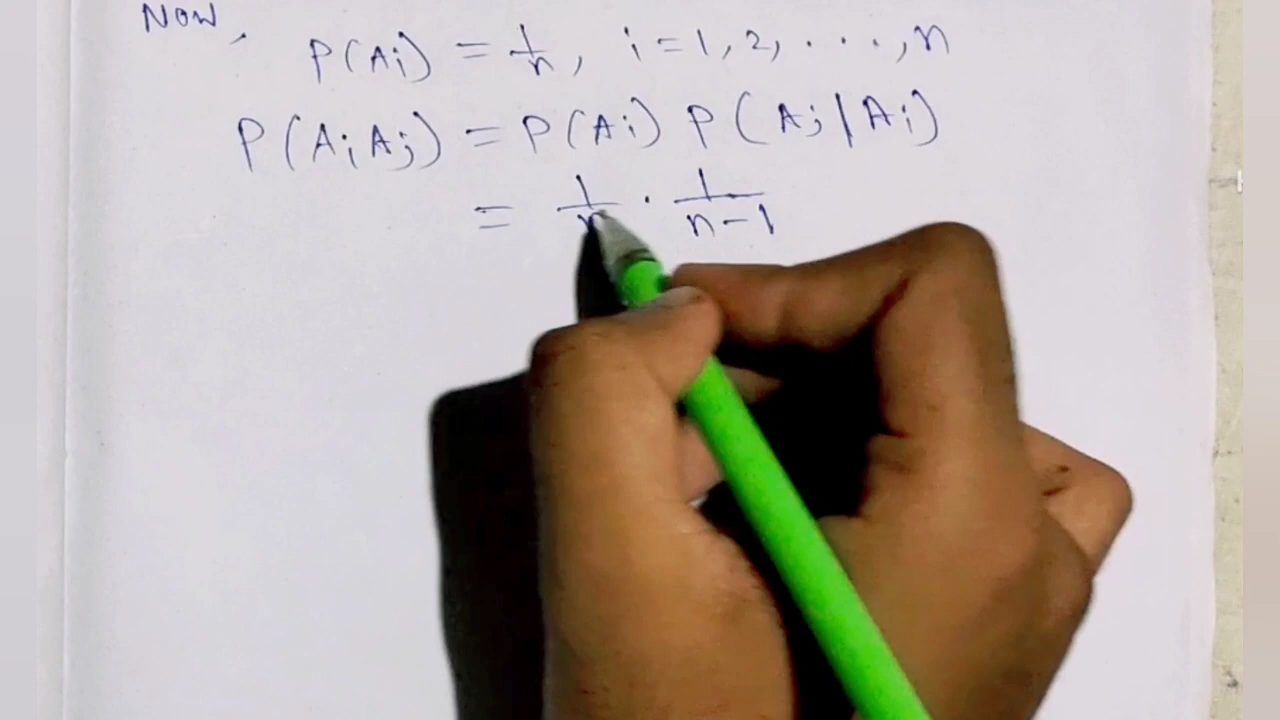 Now,
P(Ai) = 1/n, i = 1, 2, ..., n
P(AiAj) = P(Ai) P(Aj|Ai)
= 1/n · 1/n-1